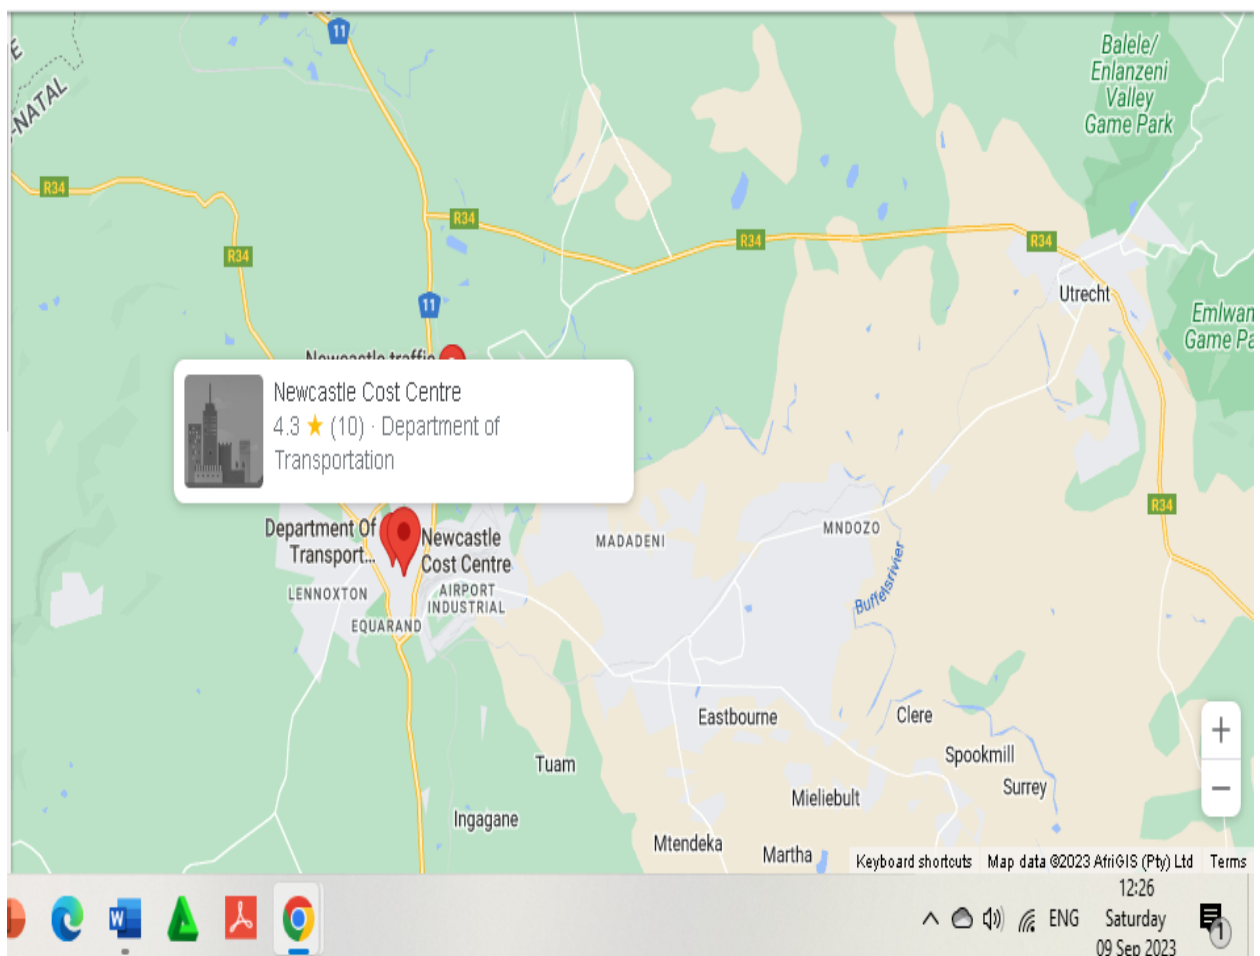 11
Balele/
Enlanzeni
Valley
Game Park
E
-NATAL
R34
R34
R34
R34
R34
11
Utrecht
Emlwan
Game Pa
Newcastle traffic
Newcastle Cost Centre
4.3 ★ (10) · Department of
Transportation
R34
Department Of
Transport...
Newcastle
Cost Centre
MADADENI
MNDOZO
Buffelsrivier
LENNOXTON
AIRPORT
INDUSTRIAL
EQUARAND
Eastbourne
Clere
Spookmill
Surrey
Tuam
Mieliebult
Ingagane
Mtendeka
Martha
+
−
Keyboard shortcuts Map data ©2023 AfriGIS (Pty) Ltd Terms
W
ENG
12:26
Saturday
09 Sep 2023
1